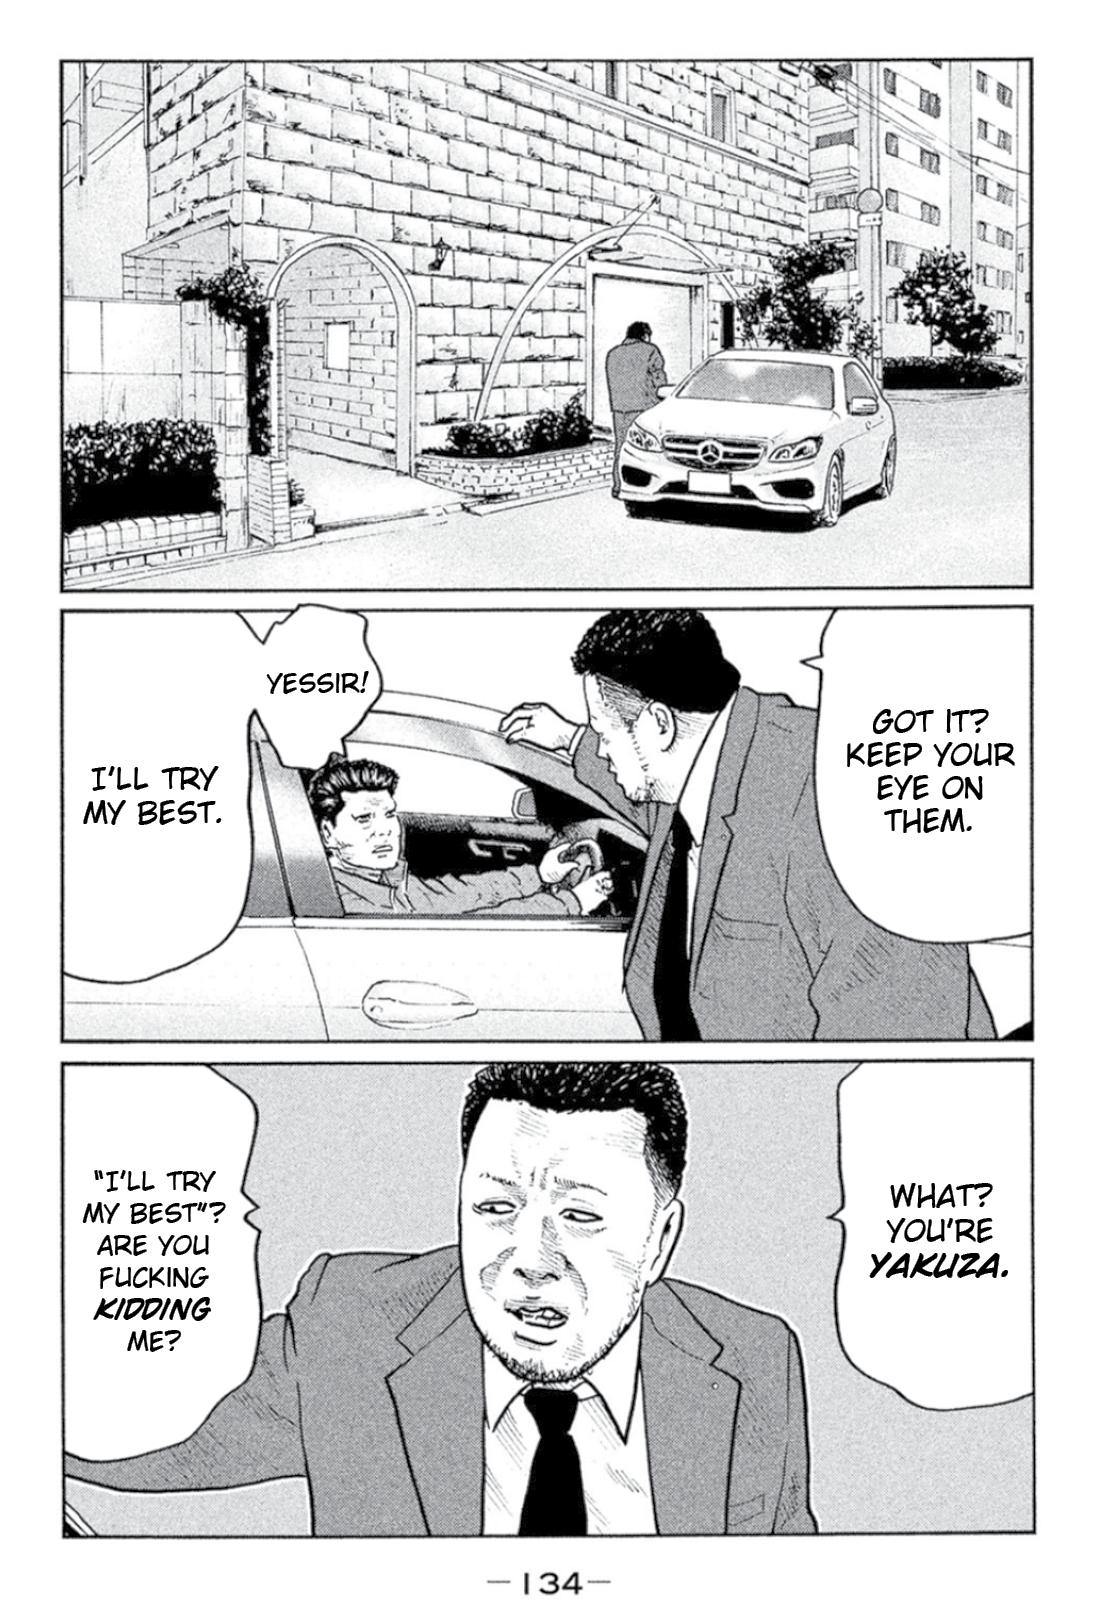 GOT IT?
KEEP YOUR
EYE ON
THEM.
YESSIR!
I'LL TRY
MY BEST.
WHAT?
YOU'RE
YAKUZA.
"I'LL TRY
MY BEST"?
ARE YOU
FUCKING
KIDDING
ME?
—134—